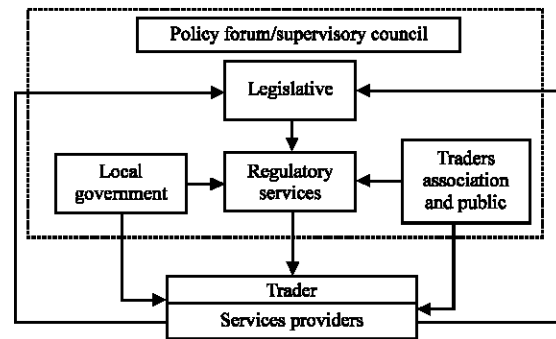 Policy forum/supervisory council
Legislative
Local
government
Regulatory
services
Traders
association
and public
Trader
Services providers